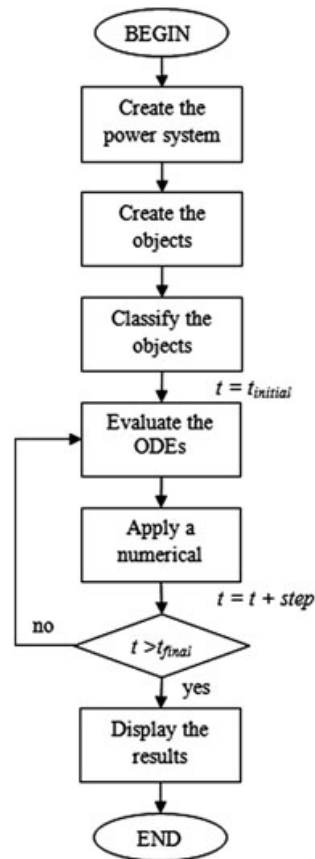 BEGIN
Create the
power system
Create the
objects
Classify the
objects
t = t_initial
Evaluate the
ODEs
Apply a
numerical
t = t + step
no
t >t_final
yes
Display the
results
END